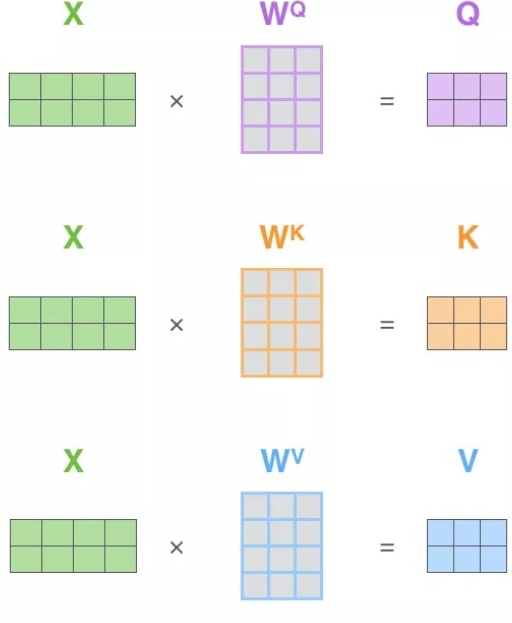 X W^Q Q
× =
X W^K K
× =
X W^V V
× =